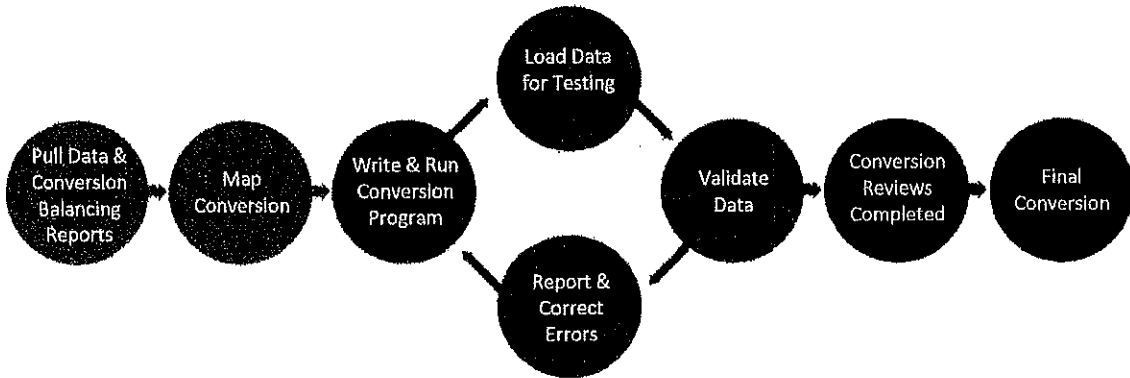 Pull Data &
Conversion
Balancing
Reports
Map
Conversion
Write & Run
Conversion
Program
Load Data
for Testing
Validate
Data
Report &
Correct
Errors
Conversion
Reviews
Completed
Final
Conversion